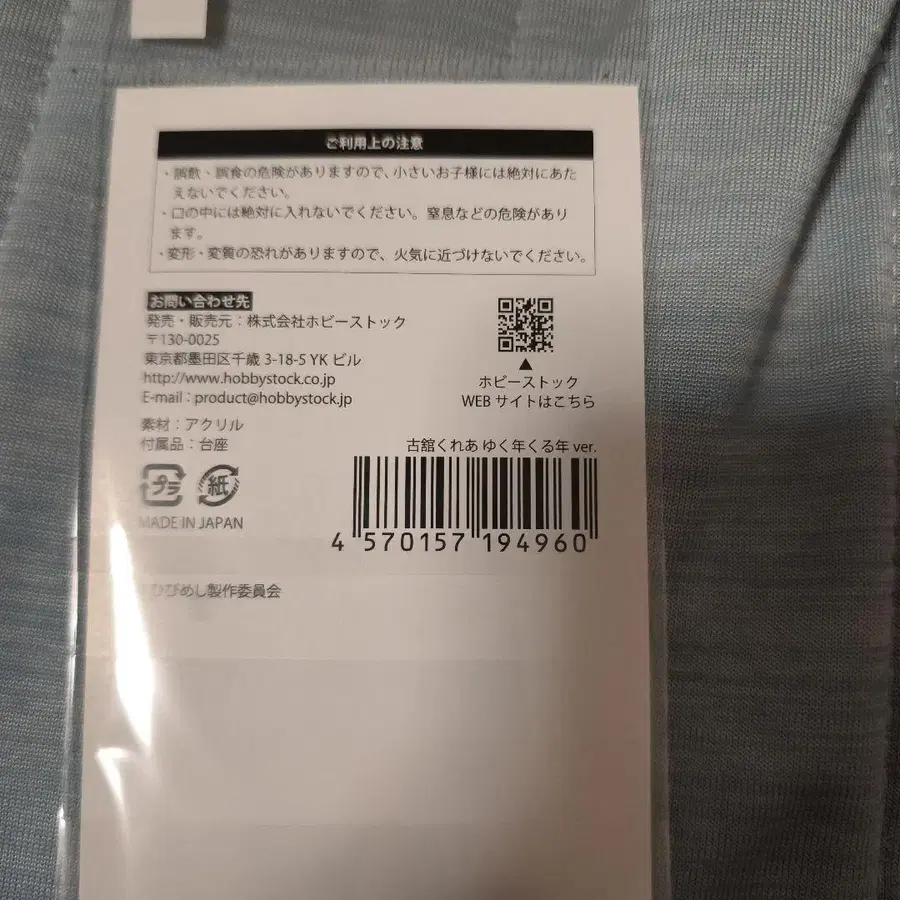 ご利用上の注意
・誤飲・誤食の危険がありますので、小さいお子様には絶対にあた
えないでください。
・口の中には絶対に入れないでください。窒息などの危険があり
ます。
・変形・変質の恐れがありますので、火気に近づけないでください。
お問い合わせ先
発売・販売元：株式会社ホビーストック
〒130-0025
東京都墨田区千歳 3-18-5 YK ビル
http://www.hobbystock.co.jp
E-mail：product@hobbystock.jp
▲
ホビーストック
WEB サイトはこちら
素材：アクリル
付属品：台座
プラ
紙
MADE IN JAPAN
古舘くれあ ゆく年くる年 ver.
4 570157 194960
ひびめし製作委員会